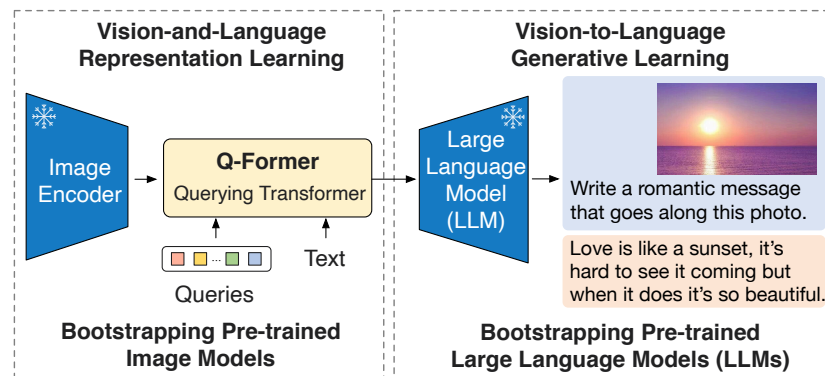 Vision-and-Language
Representation Learning
Vision-to-Language
Generative Learning
Image
Encoder
Q-Former
Querying Transformer
...
Queries
Text
Large
Language
Model
(LLM)
Write a romantic message
that goes along this photo.
Love is like a sunset, it's
hard to see it coming but
when it does it's so beautiful.
Bootstrapping Pre-trained
Image Models
Bootstrapping Pre-trained
Large Language Models (LLMs)